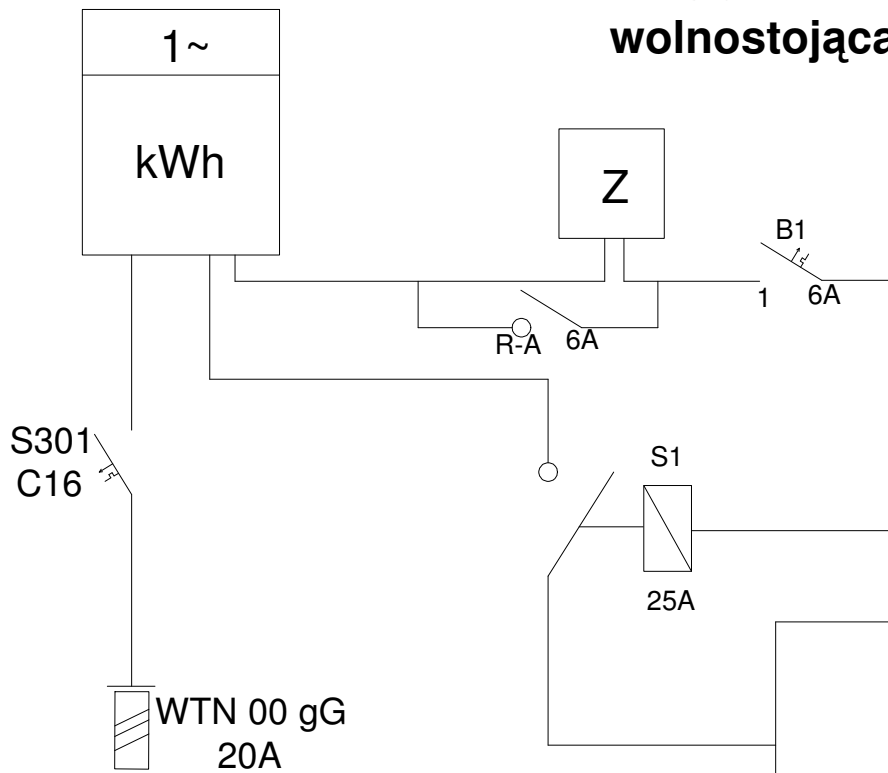 wolnostojąca
1~
kWh
Z
B1
1
6A
R-A
6A
S301
C16
S1
25A
WTN 00 gG
20A